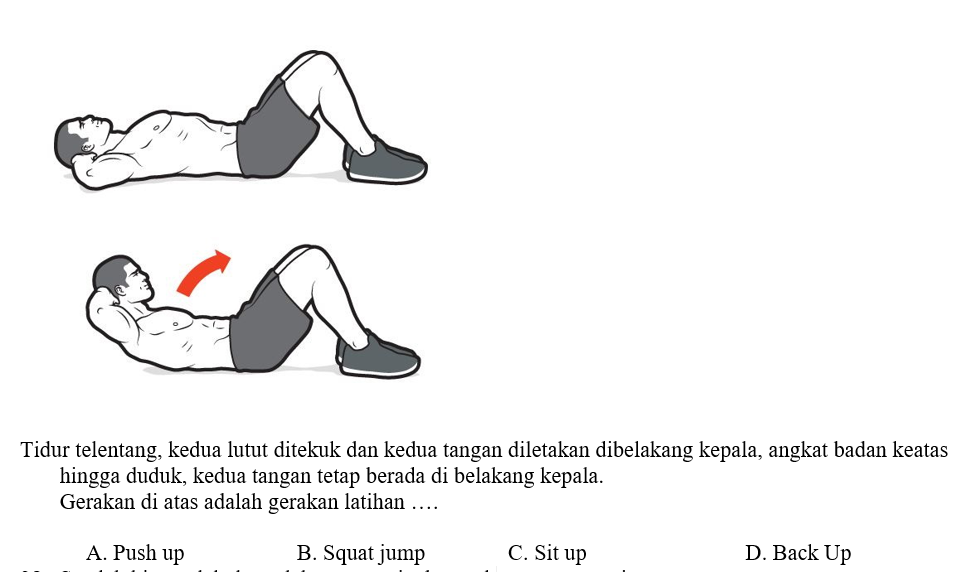 Tidur telentang, kedua lutut ditekuk dan kedua tangan diletakan dibelakang kepala, angkat badan keatas
hingga duduk, kedua tangan tetap berada di belakang kepala.
Gerakan di atas adalah gerakan latihan ….
A. Push up B. Squat jump C. Sit up D. Back Up